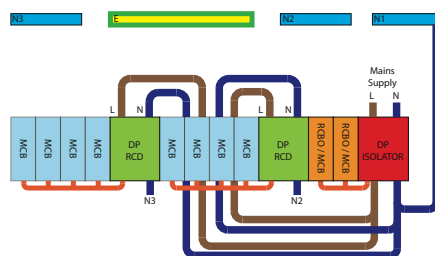 N3
E
N2
N1
Mains
Supply
L N
L N
L N
MCB
MCB
MCB
MCB
DP
RCD
MCB
MCB
MCB
MCB
DP
RCD
RCBO / MCB
RCBO / MCB
DP
ISOLATOR
N3
N2